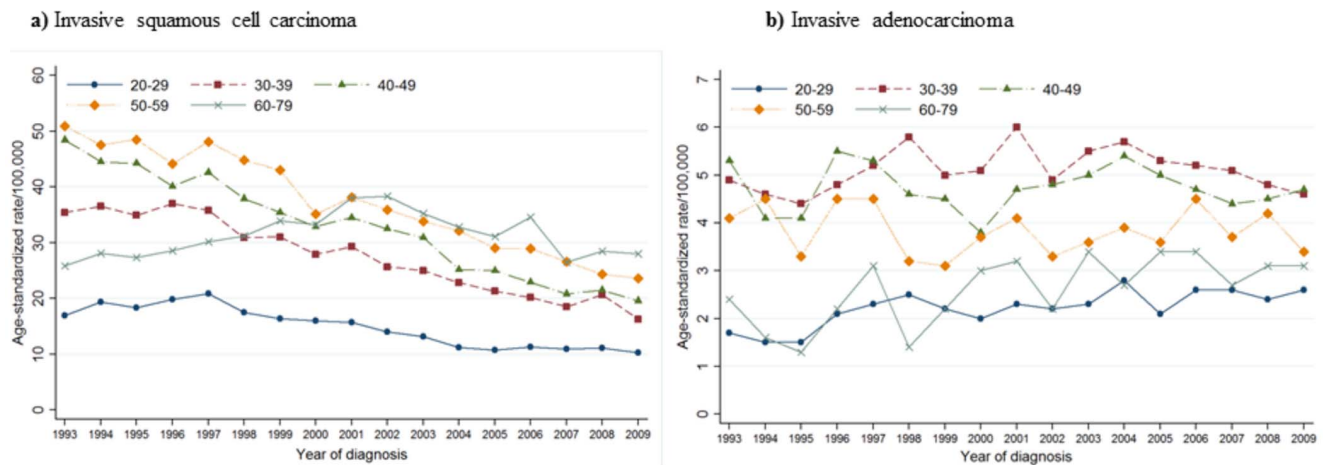 a) Invasive squamous cell carcinoma
20-29 30-39 40-49
50-59 60-79
Age-standardized rate/100,000
60
50
40
30
20
10
0
1993 1994 1995 1996 1997 1998 1999 2000 2001 2002 2003 2004 2005 2006 2007 2008 2009
Year of diagnosis
b) Invasive adenocarcinoma
20-29 30-39 40-49
50-59 60-79
Age-standardized rate/100,000
7
6
5
4
3
2
1
0
1993 1994 1995 1996 1997 1998 1999 2000 2001 2002 2003 2004 2005 2006 2007 2008 2009
Year of diagnosis